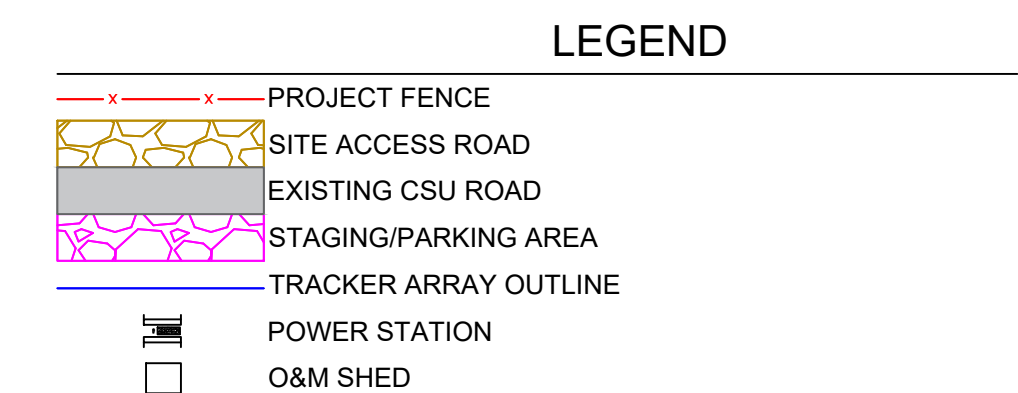 LEGEND
x x PROJECT FENCE
SITE ACCESS ROAD
EXISTING CSU ROAD
STAGING/PARKING AREA
TRACKER ARRAY OUTLINE
POWER STATION
O&M SHED